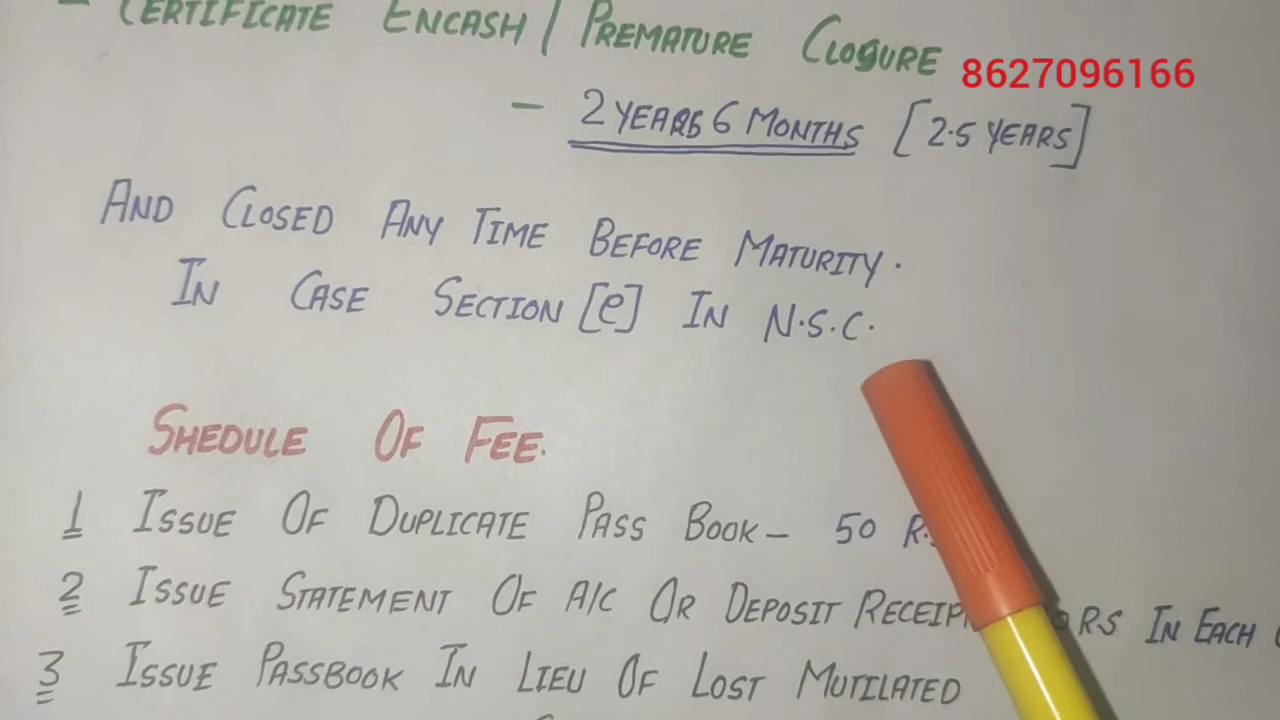 - CERTIFICATE ENCASH / PREMATURE CLOSURE
8627096166
- 2 YEARS 6 MONTHS [2.5 YEARS]
AND CLOSED ANY TIME BEFORE MATURITY.
IN CASE SECTION [e] IN N.S.C.
SHEDULE OF FEE.
1 ISSUE OF DUPLICATE PASS BOOK - 50 R.
2 ISSUE STATEMENT OF A/C OR DEPOSIT RECEIP RS IN EACH
3 ISSUE PASSBOOK IN LIEU OF LOST MUTILATED